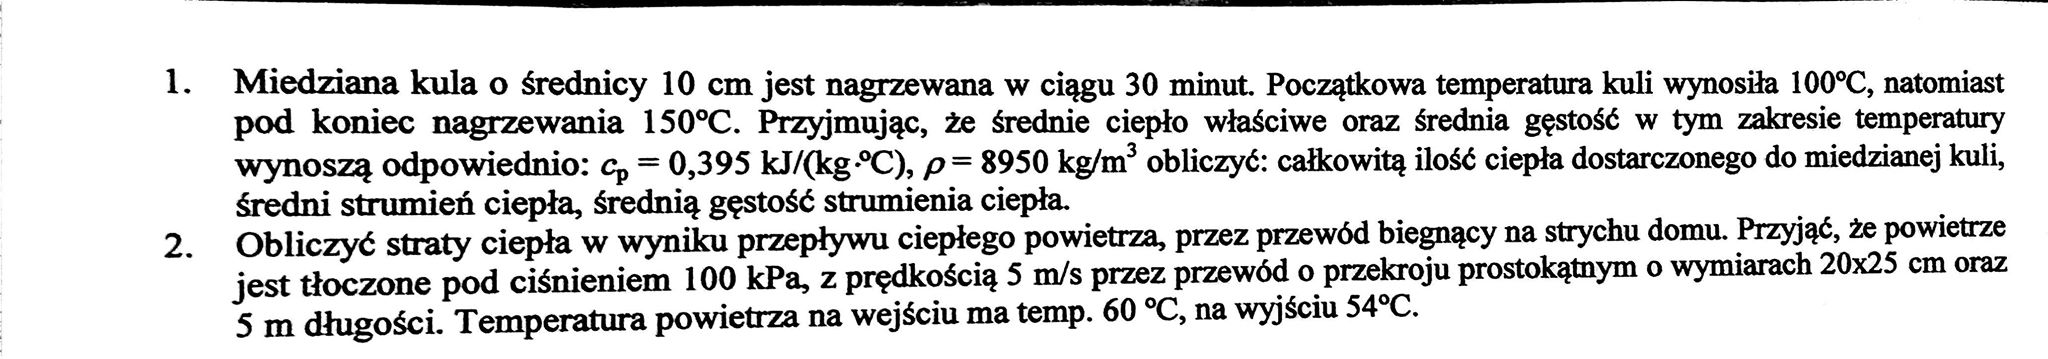 1. Miedziana kula o średnicy 10 cm jest nagrzewana w ciągu 30 minut. Początkowa temperatura kuli wynosiła 100°C, natomiast
pod koniec nagrzewania 150°C. Przyjmując, że średnie ciepło właściwe oraz średnia gęstość w tym zakresie temperatury
wynoszą odpowiednio: cₚ = 0,395 kJ/(kg·°C), ρ = 8950 kg/m³ obliczyć: całkowitą ilość ciepła dostarczonego do miedzianej kuli,
średni strumień ciepła, średnią gęstość strumienia ciepła.
2. Obliczyć straty ciepła w wyniku przepływu ciepłego powietrza, przez przewód biegnący na strychu domu. Przyjąć, że powietrze
jest tłoczone pod ciśnieniem 100 kPa, z prędkością 5 m/s przez przewód o przekroju prostokątnym o wymiarach 20x25 cm oraz
5 m długości. Temperatura powietrza na wejściu ma temp. 60 °C, na wyjściu 54°C.